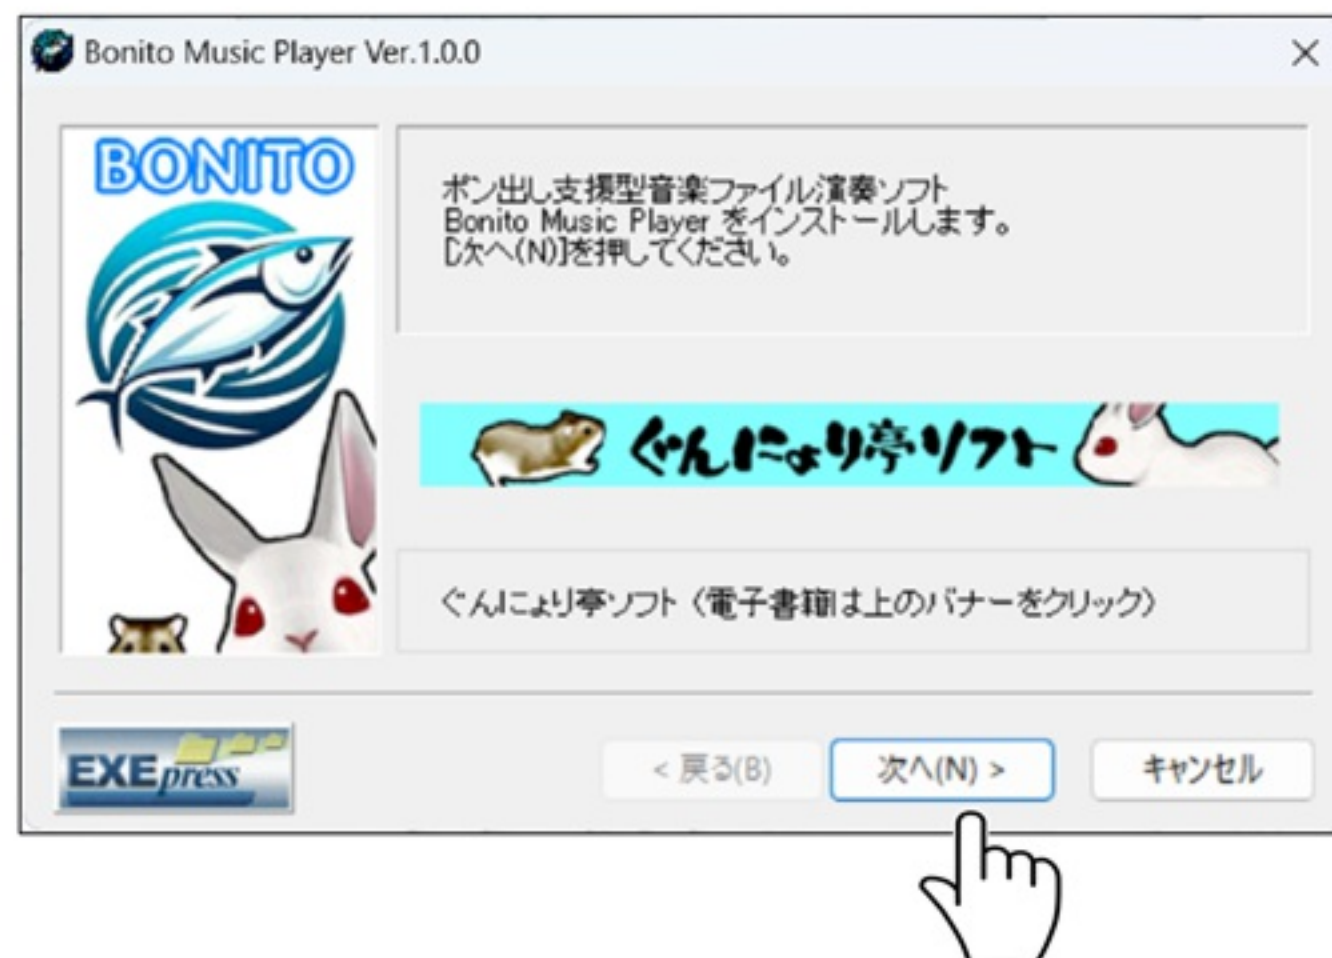 Bonito Music Player Ver.1.0.0
BONITO
ポン出し支援型音楽ファイル演奏ソフト
Bonito Music Player をインストールします。
[次へ(N)]を押してください。
ぐんにょり亭ソフト
ぐんにょり亭ソフト（電子書籍は上のバナーをクリック）
EXEpress
< 戻る(B)
次へ(N) >
キャンセル